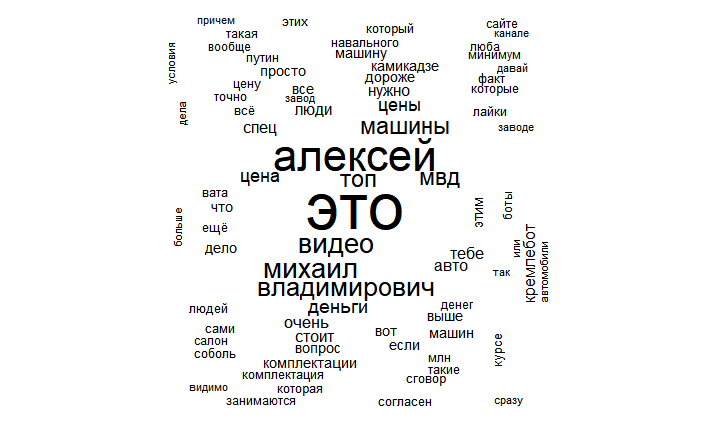 причем
этих
который
сайте
такая
навального
канале
вообще
машину
люба
путин
камикадзе
минимум
условия
просто
дороже
давай
цену
все
нужно
факт
которые
точно
завод
цены
дела
всё
люди
лайки
спец
машины
заводе
алексей
цена
топ
мвд
вата
это
боты
что
этим
больше
ещё
дело
видео
тебе
или
кремпебот
автомобили
михаил
авто
так
владимирович
людей
деньги
денег
выше
сами
очень
вот
машин
салон
стоит
если
курсе
соболь
вопрос
млн
комплектации
такие
комплектация
сговор
видимо
которая
занимаются
согласен
сразу